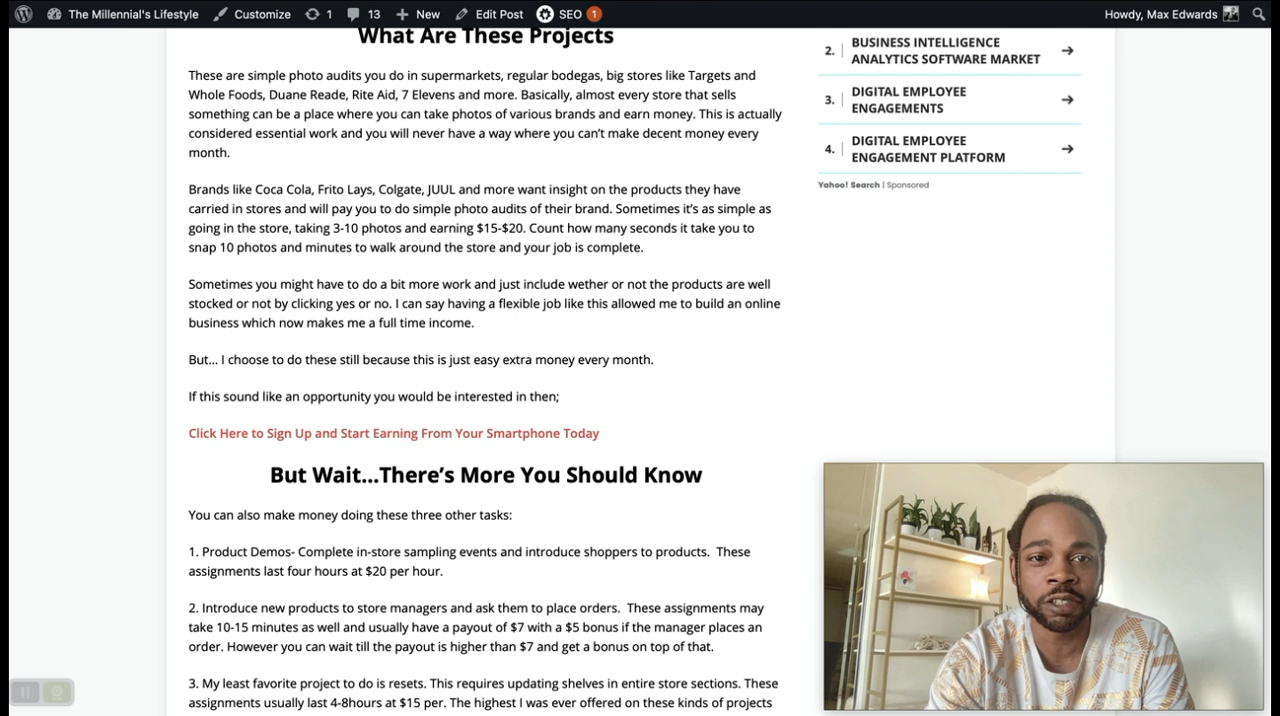 The Millennial's Lifestyle Customize 1 13 New Edit Post SEO 1 Howdy, Max Edwards
What Are These Projects
These are simple photo audits you do in supermarkets, regular bodegas, big stores like Targets and
Whole Foods, Duane Reade, Rite Aid, 7 Elevens and more. Basically, almost every store that sells
something can be a place where you can take photos of various brands and earn money. This is actually
considered essential work and you will never have a way where you can't make decent money every
month.
Brands like Coca Cola, Frito Lays, Colgate, JUUL and more want insight on the products they have
carried in stores and will pay you to do simple photo audits of their brand. Sometimes it's as simple as
going in the store, taking 3-10 photos and earning $15-$20. Count how many seconds it take you to
snap 10 photos and minutes to walk around the store and your job is complete.
Sometimes you might have to do a bit more work and just include wether or not the products are well
stocked or not by clicking yes or no. I can say having a flexible job like this allowed me to build an online
business which now makes me a full time income.
But... I choose to do these still because this is just easy extra money every month.
If this sound like an opportunity you would be interested in then;
Click Here to Sign Up and Start Earning From Your Smartphone Today
But Wait...There's More You Should Know
You can also make money doing these three other tasks:
1. Product Demos- Complete in-store sampling events and introduce shoppers to products. These
assignments last four hours at $20 per hour.
2. Introduce new products to store managers and ask them to place orders. These assignments may
take 10-15 minutes as well and usually have a payout of $7 with a $5 bonus if the manager places an
order. However you can wait till the payout is higher than $7 and get a bonus on top of that.
3. My least favorite project to do is resets. This requires updating shelves in entire store sections. These
assignments usually last 4-8hours at $15 per. The highest I was ever offered on these kinds of projects
2. BUSINESS INTELLIGENCE
ANALYTICS SOFTWARE MARKET
3. DIGITAL EMPLOYEE
ENGAGEMENTS
4. DIGITAL EMPLOYEE
ENGAGEMENT PLATFORM
Yahoo! Search | Sponsored